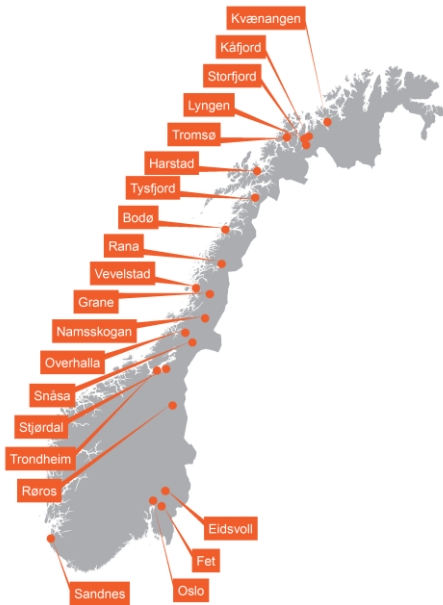 Kvænangen
Kåfjord
Storfjord
Lyngen
Tromsø
Harstad
Tysfjord
Bodø
Rana
Vevelstad
Grane
Namsskogan
Overhalla
Snåsa
Stjørdal
Trondheim
Røros
Eidsvoll
Fet
Oslo
Sandnes